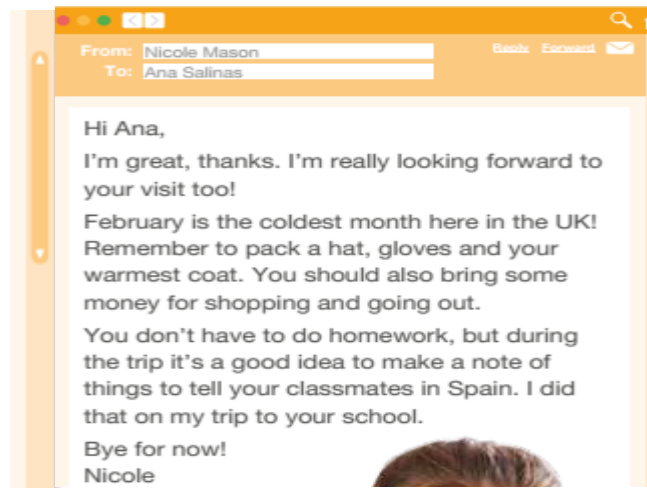 From: Nicole Mason
Reply Forward
To: Ana Salinas
Hi Ana,
I'm great, thanks. I'm really looking forward to
your visit too!
February is the coldest month here in the UK!
Remember to pack a hat, gloves and your
warmest coat. You should also bring some
money for shopping and going out.
You don't have to do homework, but during
the trip it's a good idea to make a note of
things to tell your classmates in Spain. I did
that on my trip to your school.
Bye for now!
Nicole